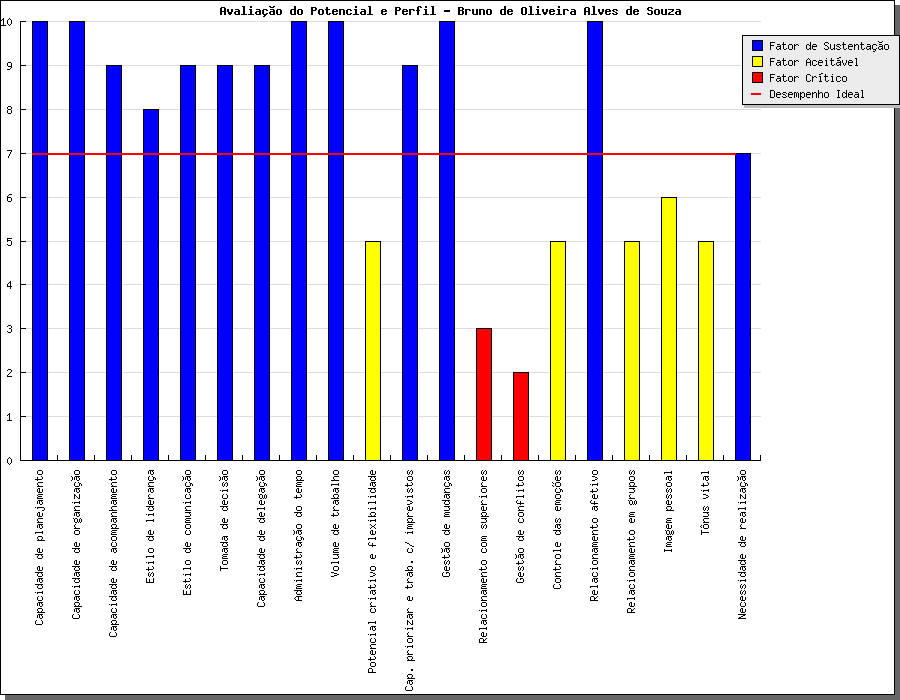 Avaliação do Potencial e Perfil - Bruno de Oliveira Alves de Souza
Fator de Sustentação
Fator Aceitável
Fator Crítico
Desempenho Ideal
10
9
8
7
6
5
4
3
2
1
0
Capacidade de planejamento
Capacidade de organização
Capacidade de acompanhamento
Estilo de liderança
Estilo de comunicação
Tomada de decisão
Capacidade de delegação
Administração do tempo
Volume de trabalho
Potencial criativo e flexibilidade
Cap. priorizar e trab. c/ imprevistos
Gestão de mudanças
Relacionamento com superiores
Gestão de conflitos
Controle das emoções
Relacionamento afetivo
Relacionamento em grupos
Imagem pessoal
Tônus vital
Necessidade de realização